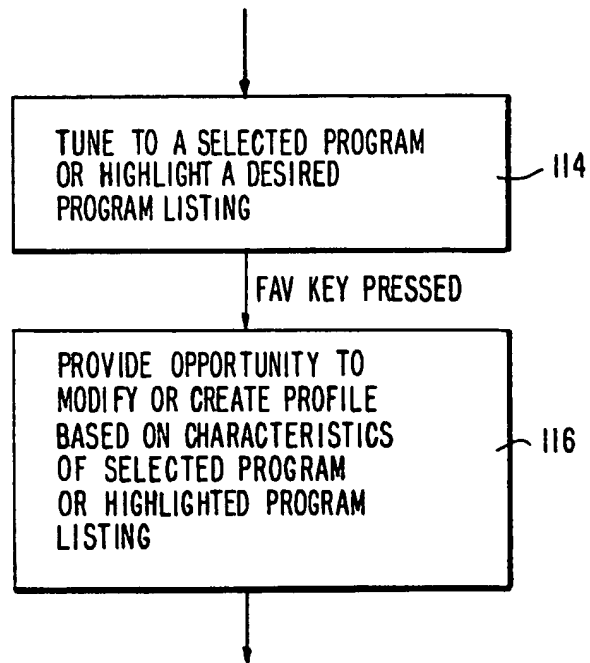 TUNE TO A SELECTED PROGRAM
OR HIGHLIGHT A DESIRED
PROGRAM LISTING
114
FAV KEY PRESSED
PROVIDE OPPORTUNITY TO
MODIFY OR CREATE PROFILE
BASED ON CHARACTERISTICS
OF SELECTED PROGRAM
OR HIGHLIGHTED PROGRAM
LISTING
116